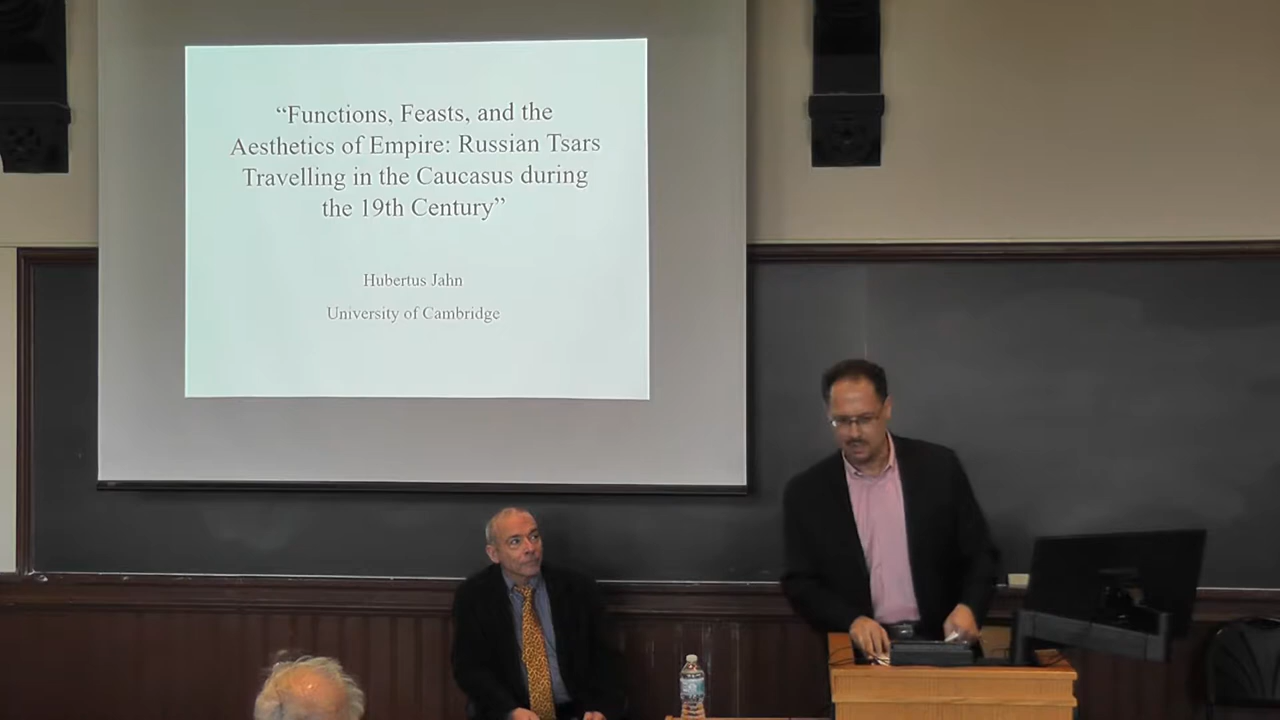 “Functions, Feasts, and the
Aesthetics of Empire: Russian Tsars
Travelling in the Caucasus during
the 19th Century”
Hubertus Jahn
University of Cambridge